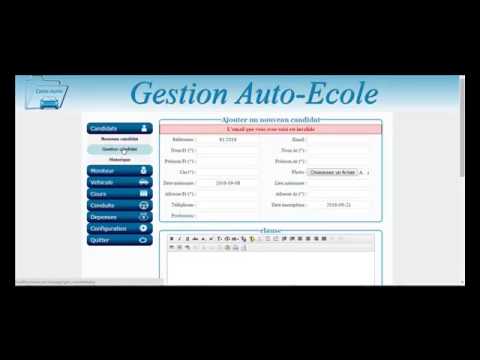 Gestion Auto-Ecole
Candidats
Nouveau candidat
Gestion candidat
Historique
Moniteur
Vehicule
Cours
Conduite
Depenses
Configuration
Quitter
Ajouter un nouveau candidat
L'email que vous avez saisi est invalide
Référence :
01/2018
Email :
Nom.fr(*) :
Nom.ar(*) :
Prénom.fr(*) :
Prénom.ar(*) :
Cin(*) :
Photo :
Choisissez un fichier
Date naissance :
2018-09-08
Lieu naissance :
Adresse.fr(*) :
Adresse.ar(*) :
Téléphone :
Date inscription :
2018-09-21
Profession :
clause